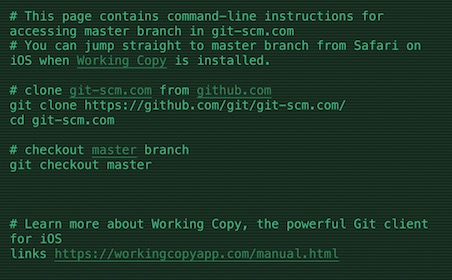 # This page contains command-line instructions for
accessing master branch in git-scm.com
# You can jump straight to master branch from Safari on
iOS when Working Copy is installed.
# clone git-scm.com from github.com
git clone https://github.com/git/git-scm.com/
cd git-scm.com
# checkout master branch
git checkout master
# Learn more about Working Copy, the powerful Git client
for iOS
links https://workingcopyapp.com/manual.html